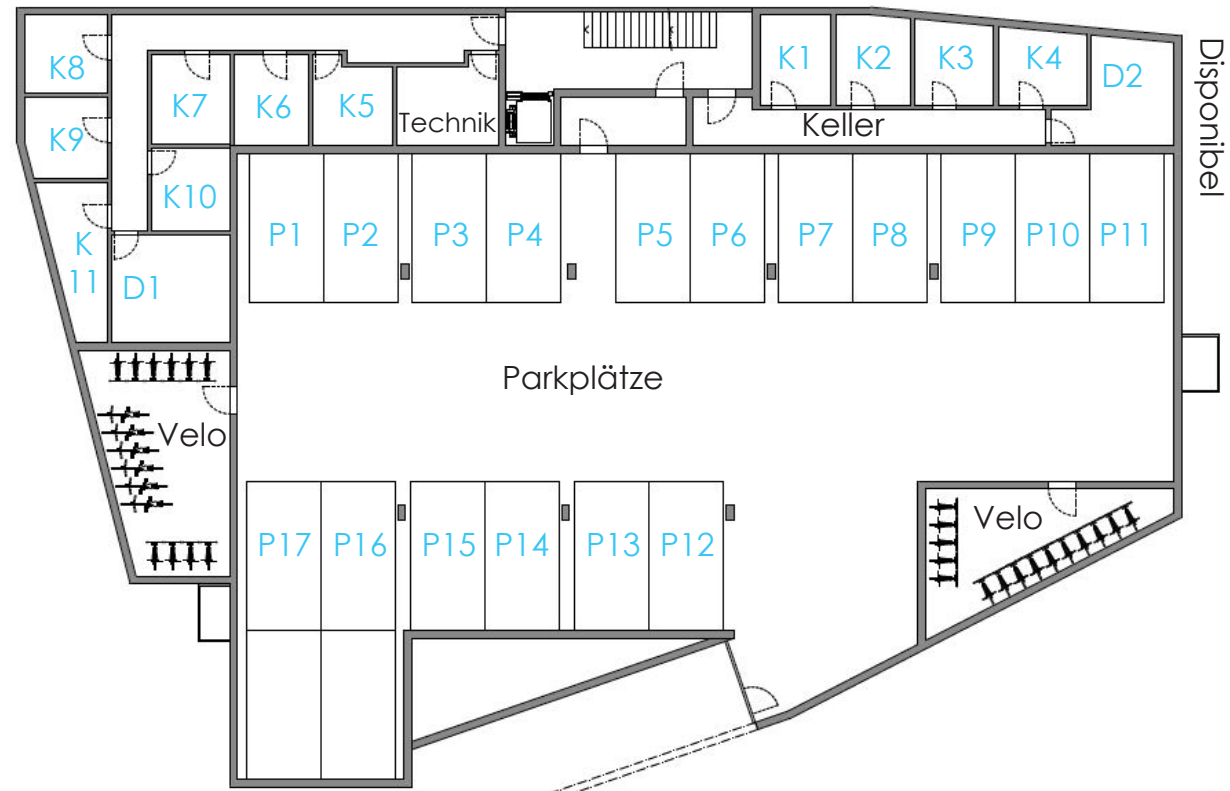 K8
K7
K6
K5
Technik
K1
K2
K3
K4
D2
Disponibel
K9
Keller
K10
K
11
D1
P1
P2
P3
P4
P5
P6
P7
P8
P9
P10
P11
Parkplätze
Velo
Velo
P17
P16
P15
P14
P13
P12